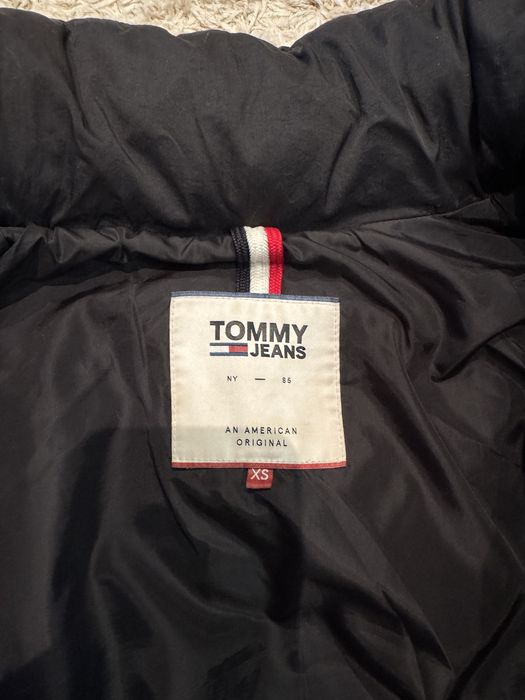 TOMMY
JEANS
NY — 85
AN AMERICAN
ORIGINAL
XS